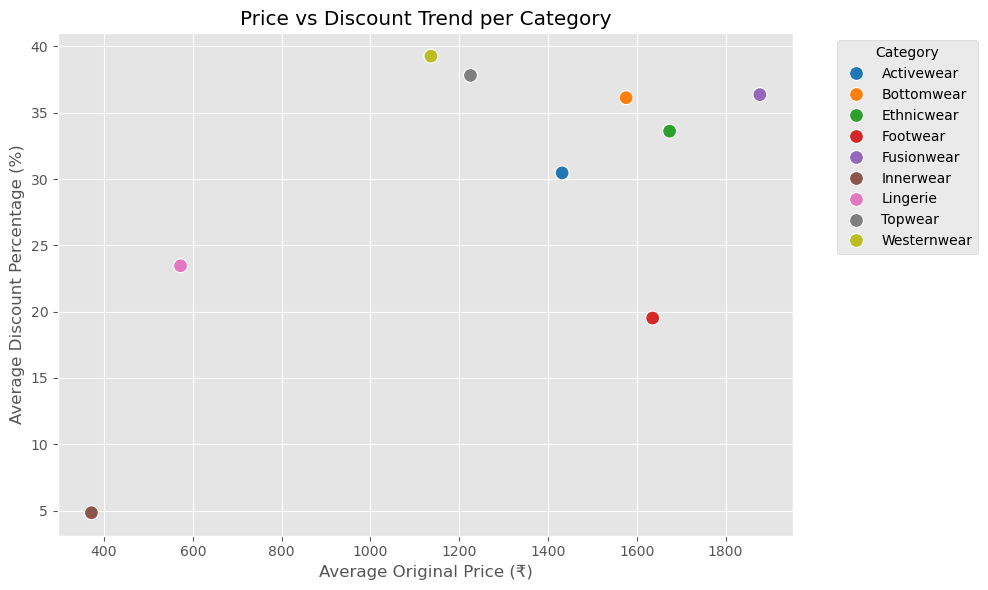 Price vs Discount Trend per Category
Average Discount Percentage (%)
40
35
30
25
20
15
10
5
400 600 800 1000 1200 1400 1600 1800
Average Original Price (₹)
Category
Activewear
Bottomwear
Ethnicwear
Footwear
Fusionwear
Innerwear
Lingerie
Topwear
Westernwear